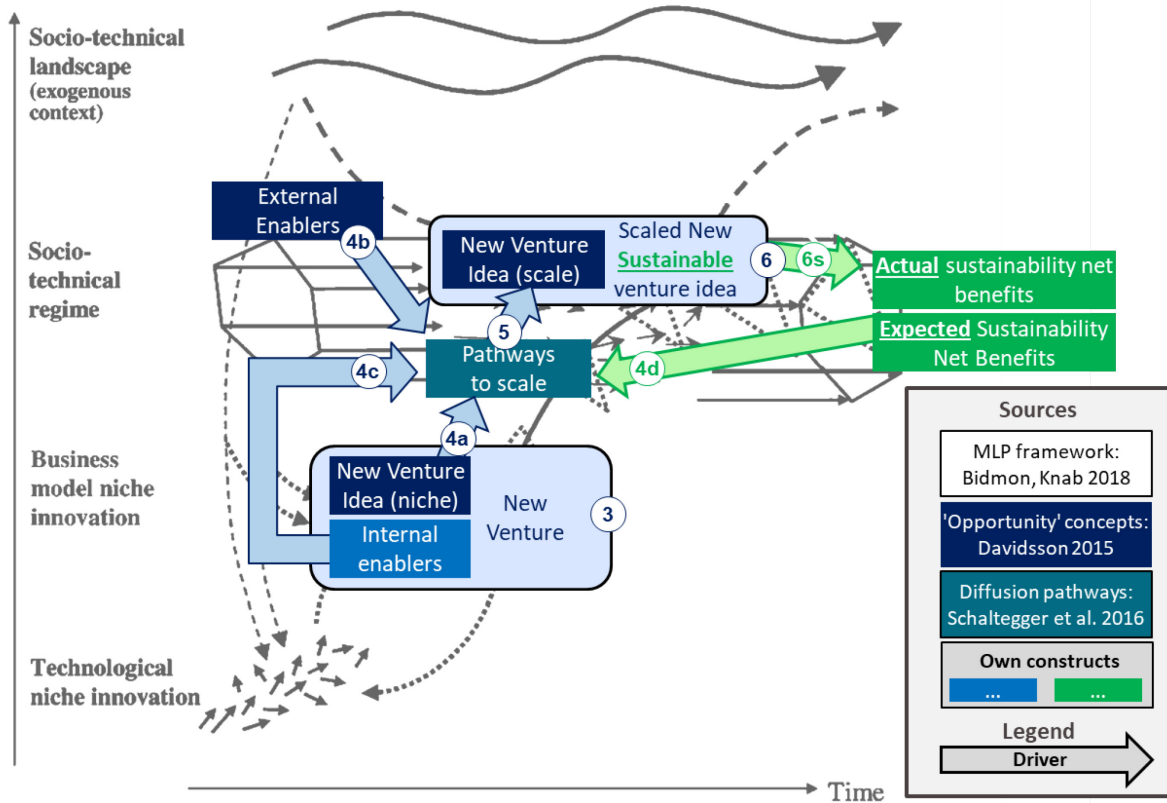 Socio-technical
landscape
(exogenous
context)
External
Enablers
4b
Socio-
technical
regime
New Venture
Idea (scale)
Scaled New
Sustainable
venture idea
6
6s
Actual sustainability net
benefits
Expected Sustainability
Net Benefits
5
Pathways
to scale
4c
4d
4a
Business
model niche
innovation
New Venture
Idea (niche)
Internal
enablers
New
Venture
3
Technological
niche innovation
Time
Sources
MLP framework:
Bidmon, Knab 2018
'Opportunity' concepts:
Davidsson 2015
Diffusion pathways:
Schaltegger et al. 2016
Own constructs
... ...
Legend
Driver